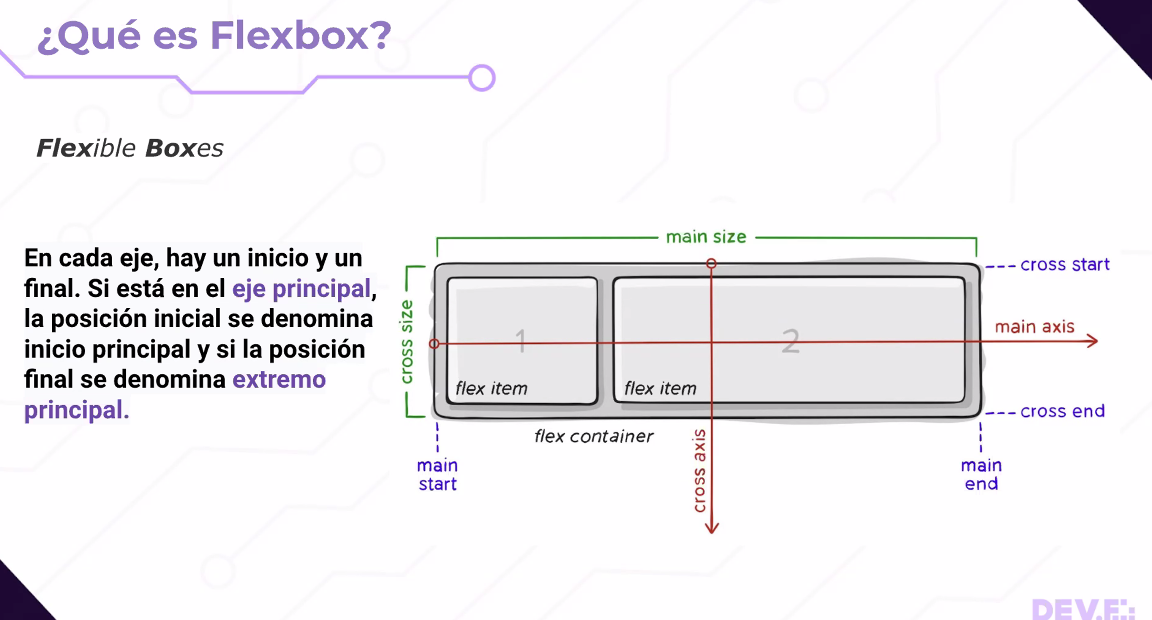 ¿Qué es Flexbox?
Flexible Boxes
En cada eje, hay un inicio y un
final. Si está en el eje principal,
la posición inicial se denomina
inicio principal y si la posición
final se denomina extremo
principal.
main size
cross start
cross size
main axis
1
2
flex item
flex item
cross end
flex container
cross axis
main
start
main
end
DEV.F.: